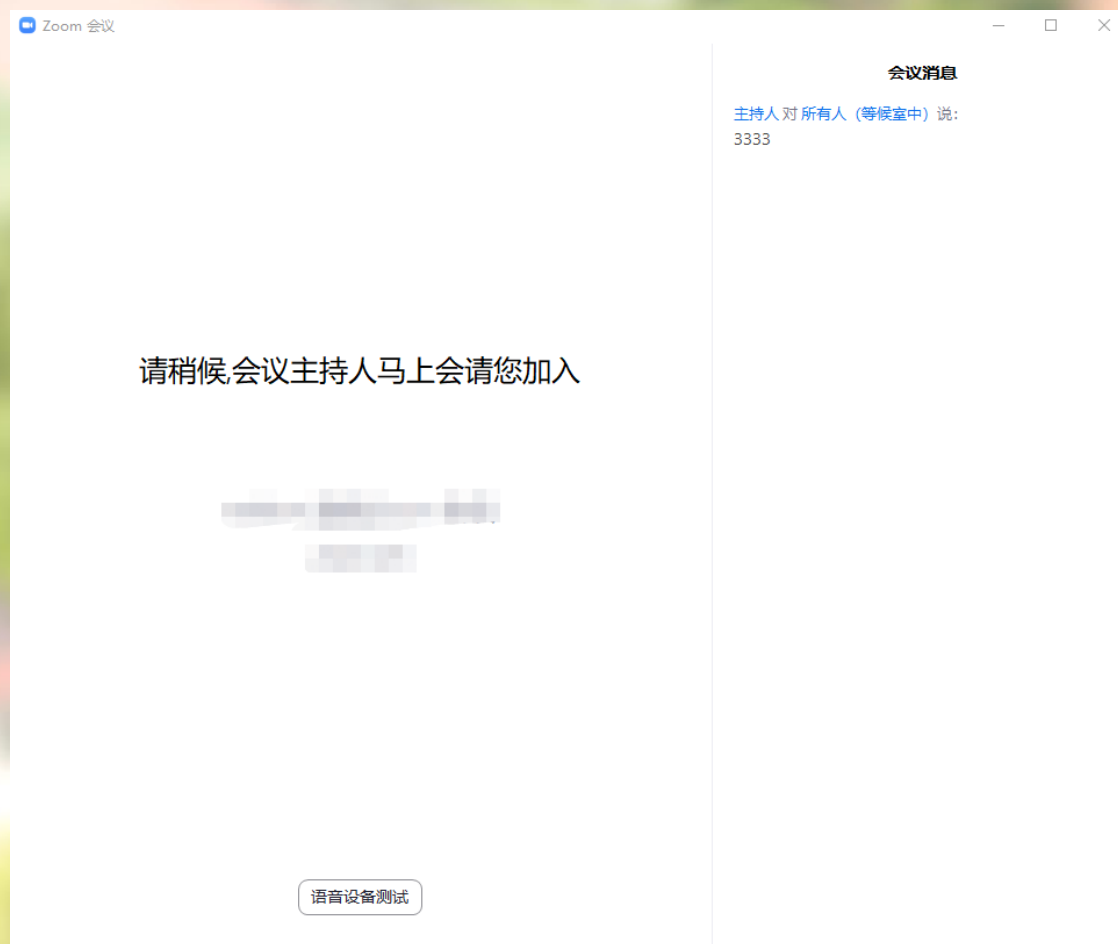 Zoom 会议
请稍候,会议主持人马上会请您加入
语音设备测试
会议消息
主持人 对 所有人（等候室中）说：
3333